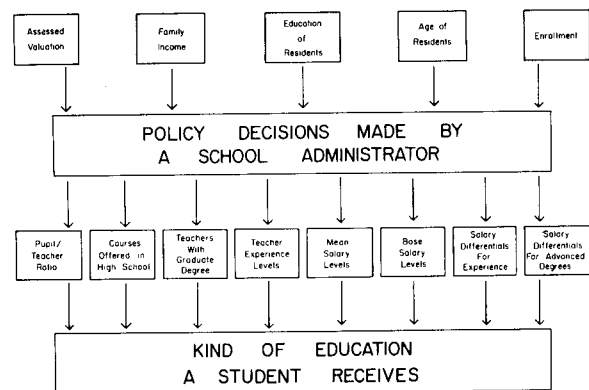 Assessed
Valuation
Family
Income
Education
of
Residents
Age of
Residents
Enrollment
POLICY DECISIONS MADE BY
A SCHOOL ADMINISTRATOR
Pupil/
Teacher
Ratio
Courses
Offered in
High School
Teachers
With Graduate
Degree
Teacher
Experience
Levels
Mean
Salary
Levels
Base
Salary
Levels
Salary
Differentials
For
Experience
Salary
Differentials
For Advanced
Degrees
KIND OF EDUCATION
A STUDENT RECEIVES